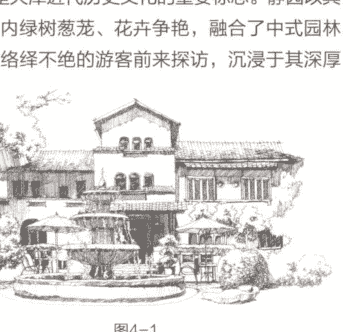 天津近代历史文化的重要标志。静园以其
内绿树葱茏、花卉争艳，融合了中式园林
络绎不绝的游客前来探访，沉浸于其深厚
图4-1